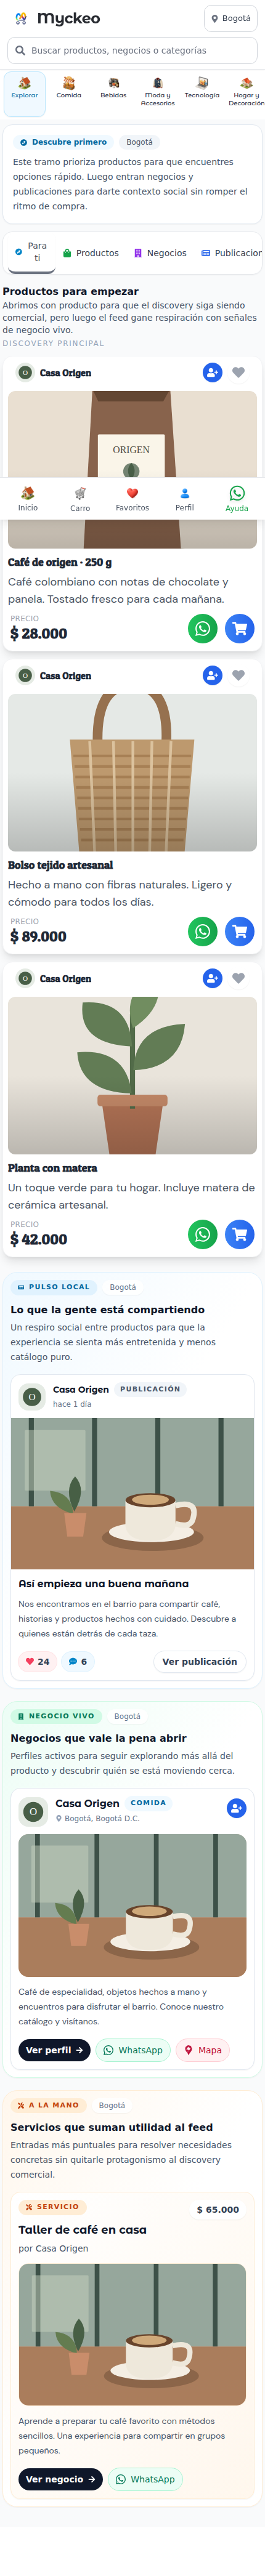 Myckeo
Bogotá
Buscar productos, negocios o categorías
Explorar
Comida
Bebidas
Moda y
Accesorios
Tecnología
Hogar y
Decoración
Descubre primero
Bogotá
Este tramo prioriza productos para que encuentres
opciones rápido. Luego entran negocios y
publicaciones para darte contexto social sin romper el
ritmo de compra.
Para
ti
Productos
Negocios
Publicacion
Productos para empezar
Abrimos con producto para que el discovery siga siendo
comercial, pero luego el feed gane respiración con señales
de negocio vivo.
DISCOVERY PRINCIPAL
O
Casa Origen
ORIGEN
Inicio
Carro
Favoritos
Perfil
Ayuda
Café de origen · 250 g
Café colombiano con notas de chocolate y
panela. Tostado fresco para cada mañana.
PRECIO
$ 28.000
O
Casa Origen
Bolso tejido artesanal
Hecho a mano con fibras naturales. Ligero y
cómodo para todos los días.
PRECIO
$ 89.000
O
Casa Origen
Planta con matera
Un toque verde para tu hogar. Incluye matera de
cerámica artesanal.
PRECIO
$ 42.000
PULSO LOCAL
Bogotá
Lo que la gente está compartiendo
Un respiro social entre productos para que la
experiencia se sienta más entretenida y menos
catálogo puro.
O
Casa Origen
PUBLICACIÓN
hace 1 día
Así empieza una buena mañana
Nos encontramos en el barrio para compartir café,
historias y productos hechos con cuidado. Descubre a
quienes están detrás de cada taza.
24
6
Ver publicación
NEGOCIO VIVO
Bogotá
Negocios que vale la pena abrir
Perfiles activos para seguir explorando más allá del
producto y descubrir quién se está moviendo cerca.
O
Casa Origen
COMIDA
Bogotá, Bogotá D.C.
Café de especialidad, objetos hechos a mano y
encuentros para disfrutar el barrio. Conoce nuestro
catálogo y visítanos.
Ver perfil →
WhatsApp
Mapa
A LA MANO
Bogotá
Servicios que suman utilidad al feed
Entradas más puntuales para resolver necesidades
concretas sin quitarle protagonismo al discovery
comercial.
SERVICIO
$ 65.000
Taller de café en casa
por Casa Origen
Aprende a preparar tu café favorito con métodos
sencillos. Una experiencia para compartir en grupos
pequeños.
Ver negocio →
WhatsApp